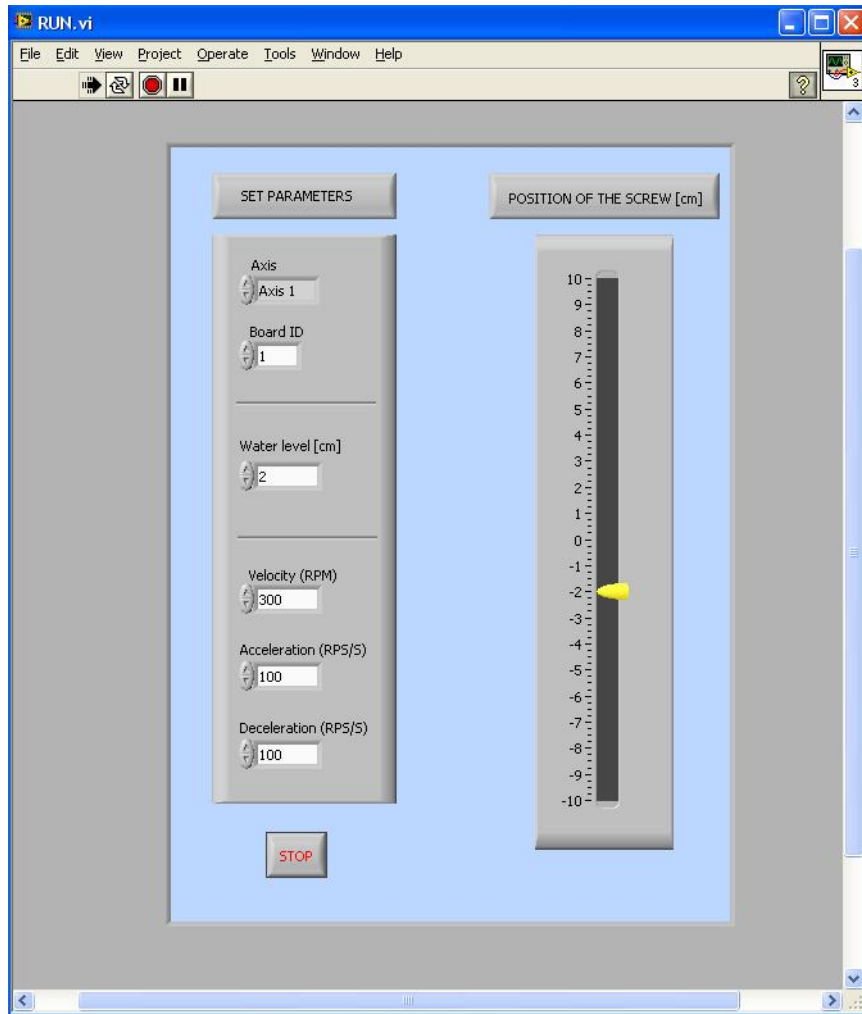 RUN.vi
File Edit View Project Operate Tools Window Help
?
3
SET PARAMETERS
Axis
Axis 1
Board ID
1
Water level [cm]
2
Velocity (RPM)
300
Acceleration (RPS/S)
100
Deceleration (RPS/S)
100
STOP
POSITION OF THE SCREW [cm]
10
9
8
7
6
5
4
3
2
1
0
-1
-2
-3
-4
-5
-6
-7
-8
-9
-10